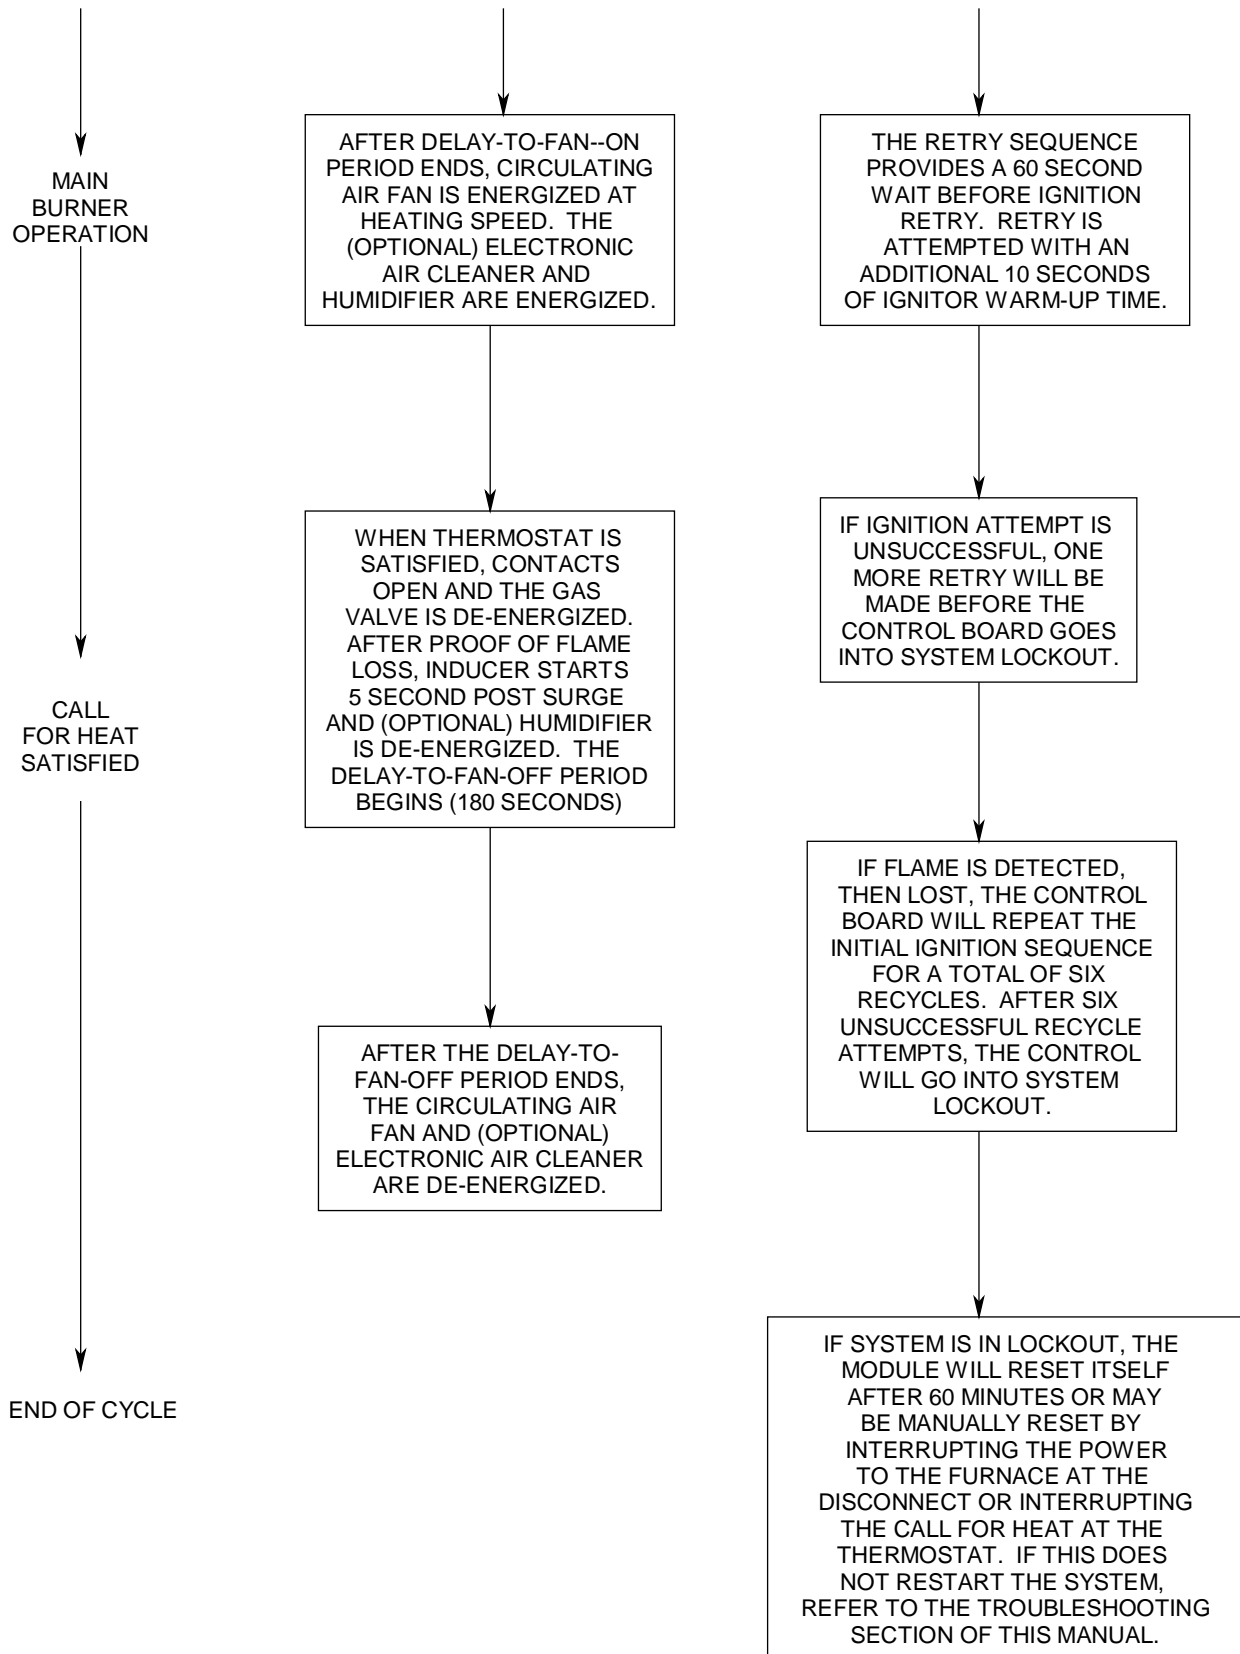 MAIN
BURNER
OPERATION
CALL
FOR HEAT
SATISFIED
END OF CYCLE
AFTER DELAY-TO-FAN--ON
PERIOD ENDS, CIRCULATING
AIR FAN IS ENERGIZED AT
HEATING SPEED.  THE
(OPTIONAL) ELECTRONIC
AIR CLEANER AND
HUMIDIFIER ARE ENERGIZED.
WHEN THERMOSTAT IS
SATISFIED, CONTACTS
OPEN AND THE GAS
VALVE IS DE-ENERGIZED.
AFTER PROOF OF FLAME
LOSS, INDUCER STARTS
5 SECOND POST SURGE
AND (OPTIONAL) HUMIDIFIER
IS DE-ENERGIZED.  THE
DELAY-TO-FAN-OFF PERIOD
BEGINS (180 SECONDS)
AFTER THE DELAY-TO-
FAN-OFF PERIOD ENDS,
THE CIRCULATING AIR
FAN AND (OPTIONAL)
ELECTRONIC AIR CLEANER
ARE DE-ENERGIZED.
THE RETRY SEQUENCE
PROVIDES A 60 SECOND
WAIT BEFORE IGNITION
RETRY.  RETRY IS
ATTEMPTED WITH AN
ADDITIONAL 10 SECONDS
OF IGNITOR WARM-UP TIME.
IF IGNITION ATTEMPT IS
UNSUCCESSFUL, ONE
MORE RETRY WILL BE
MADE BEFORE THE
CONTROL BOARD GOES
INTO SYSTEM LOCKOUT.
IF FLAME IS DETECTED,
THEN LOST, THE CONTROL
BOARD WILL REPEAT THE
INITIAL IGNITION SEQUENCE
FOR A TOTAL OF SIX
RECYCLES.  AFTER SIX
UNSUCCESSFUL RECYCLE
ATTEMPTS, THE CONTROL
WILL GO INTO SYSTEM
LOCKOUT.
IF SYSTEM IS IN LOCKOUT, THE
MODULE WILL RESET ITSELF
AFTER 60 MINUTES OR MAY
BE MANUALLY RESET BY
INTERRUPTING THE POWER
TO THE FURNACE AT THE
DISCONNECT OR INTERRUPTING
THE CALL FOR HEAT AT THE
THERMOSTAT.  IF THIS DOES
NOT RESTART THE SYSTEM,
REFER TO THE TROUBLESHOOTING
SECTION OF THIS MANUAL.